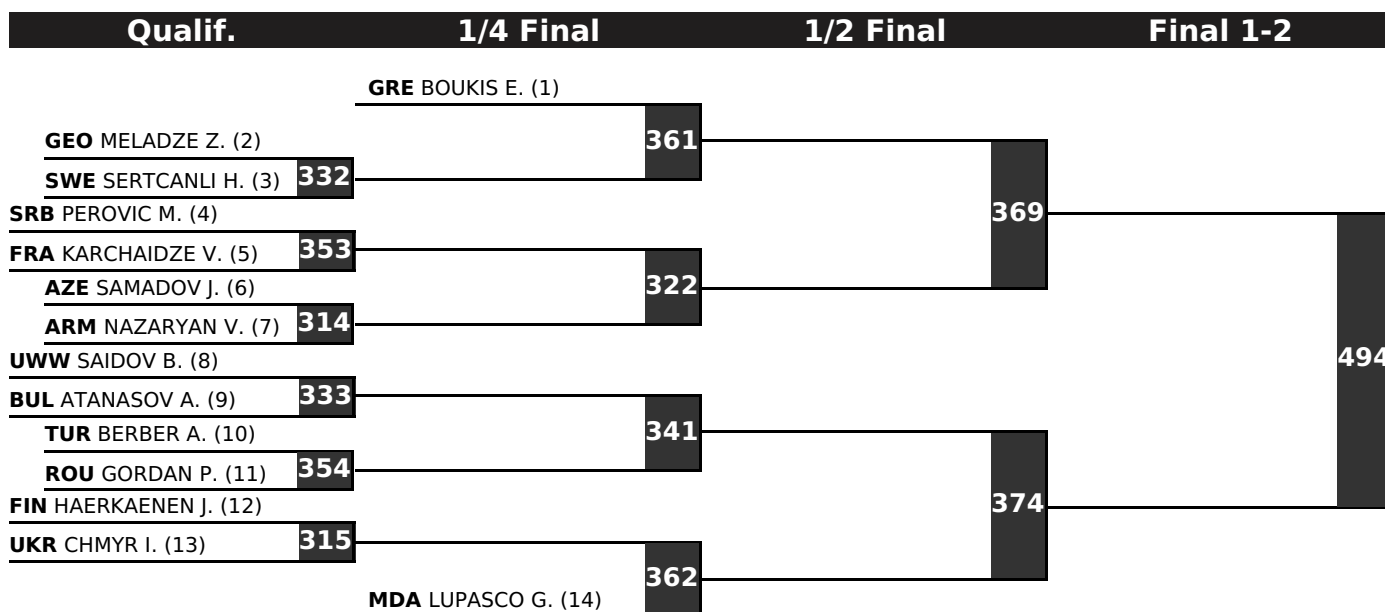 Qualif. 1/4 Final 1/2 Final Final 1-2
GRE BOUKIS E. (1)
361
GEO MELADZE Z. (2)
332
SWE SERTCANLI H. (3)
369
SRB PEROVIC M. (4)
353
FRA KARCHAIDZE V. (5)
322
AZE SAMADOV J. (6)
314
ARM NAZARYAN V. (7)
494
UWW SAIDOV B. (8)
333
BUL ATANASOV A. (9)
341
TUR BERBER A. (10)
354
ROU GORDAN P. (11)
374
FIN HAERKAENEN J. (12)
315
UKR CHMYR I. (13)
362
MDA LUPASCO G. (14)